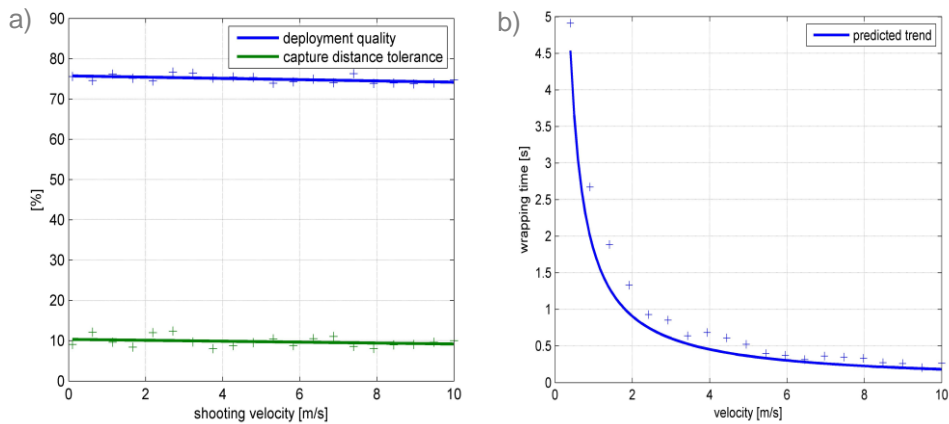 a)
90
80
70
60
50
40
30
20
10
0
[%]
deployment quality
capture distance tolerance
0 2 4 6 8 10
shooting velocity [m/s]
b)
5
4.5
4
3.5
3
2.5
2
1.5
1
0.5
0
wrapping time [s]
predicted trend
0 2 4 6 8 10
velocity [m/s]